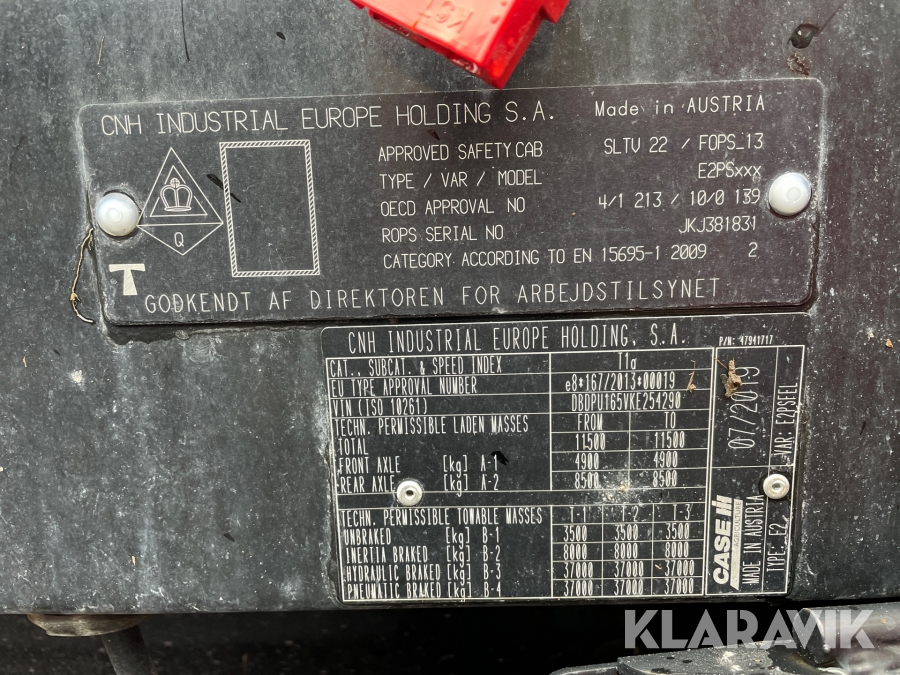 CNH INDUSTRIAL EUROPE HOLDING S.A. Made in AUSTRIA
APPROVED SAFETY CAB SLTV 22 / FOPS_13
TYPE / VAR / MODEL E2PSxxx
OECD APPROVAL NO 4/1 213 / 10/0 139
ROPS SERIAL NO JKJ381831
CATEGORY ACCORDING TO EN 15695-1 2009 2
Q
GODKENDT AF DIREKTOREN FOR ARBEJDSTILSYNET
CNH INDUSTRIAL EUROPE HOLDING, S.A. P/N: 47941717
CAT., SUBCAT. & SPEED INDEX T1a
EU TYPE APPROVAL NUMBER e8*167/2013*00019
VIN (ISO 10261) DBDPU165VKE254290
TECHN. PERMISSIBLE LADEN MASSES FROM TO
TOTAL 11500 11500
FRONT AXLE [kg] A-1 4900 4900
REAR AXLE [kg] A-2 8500 8500
TECHN. PERMISSIBLE TOWABLE MASSES T-1 T-2 T-3
UNBRAKED [kg] B-1 3500 3500 3500
INERTIA BRAKED [kg] B-2 8000 8000 8000
HYDRAULIC BRAKED [kg] B-3 37000 37000 37000
PNEUMATIC BRAKED [kg] B-4 37000 37000 37000
07/2019
CASE IH
AGRICULTURE
MADE IN AUSTRIA
TYPE: E2 VAR: E2PSFEL
KLARAVIK